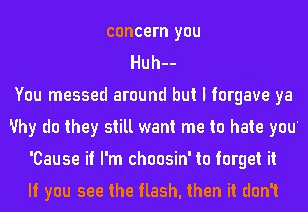 concern you
Huh--
You messed around but I forgave ya
Why do they still want me to hate you
'Cause if I'm choosin' to forget it
If you see the flash, then it don't